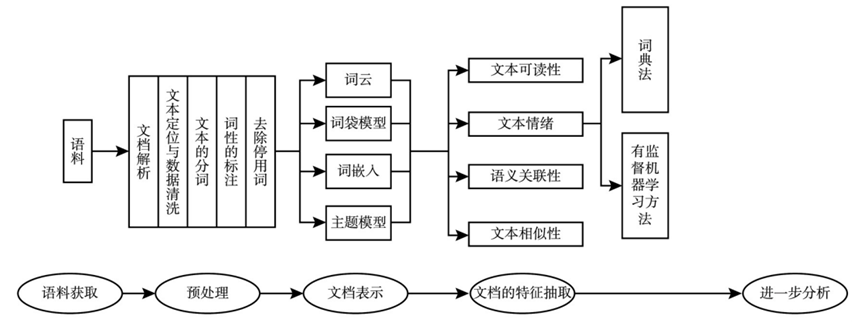 语料
文档解析
文本定位与数据清洗
文本的分词
词性的标注
去除停用词
词云
词袋模型
词嵌入
主题模型
文本可读性
文本情绪
语义关联性
文本相似性
词典法
有监
督机
器学
习方
法
语料获取
预处理
文档表示
文档的特征抽取
进一步分析